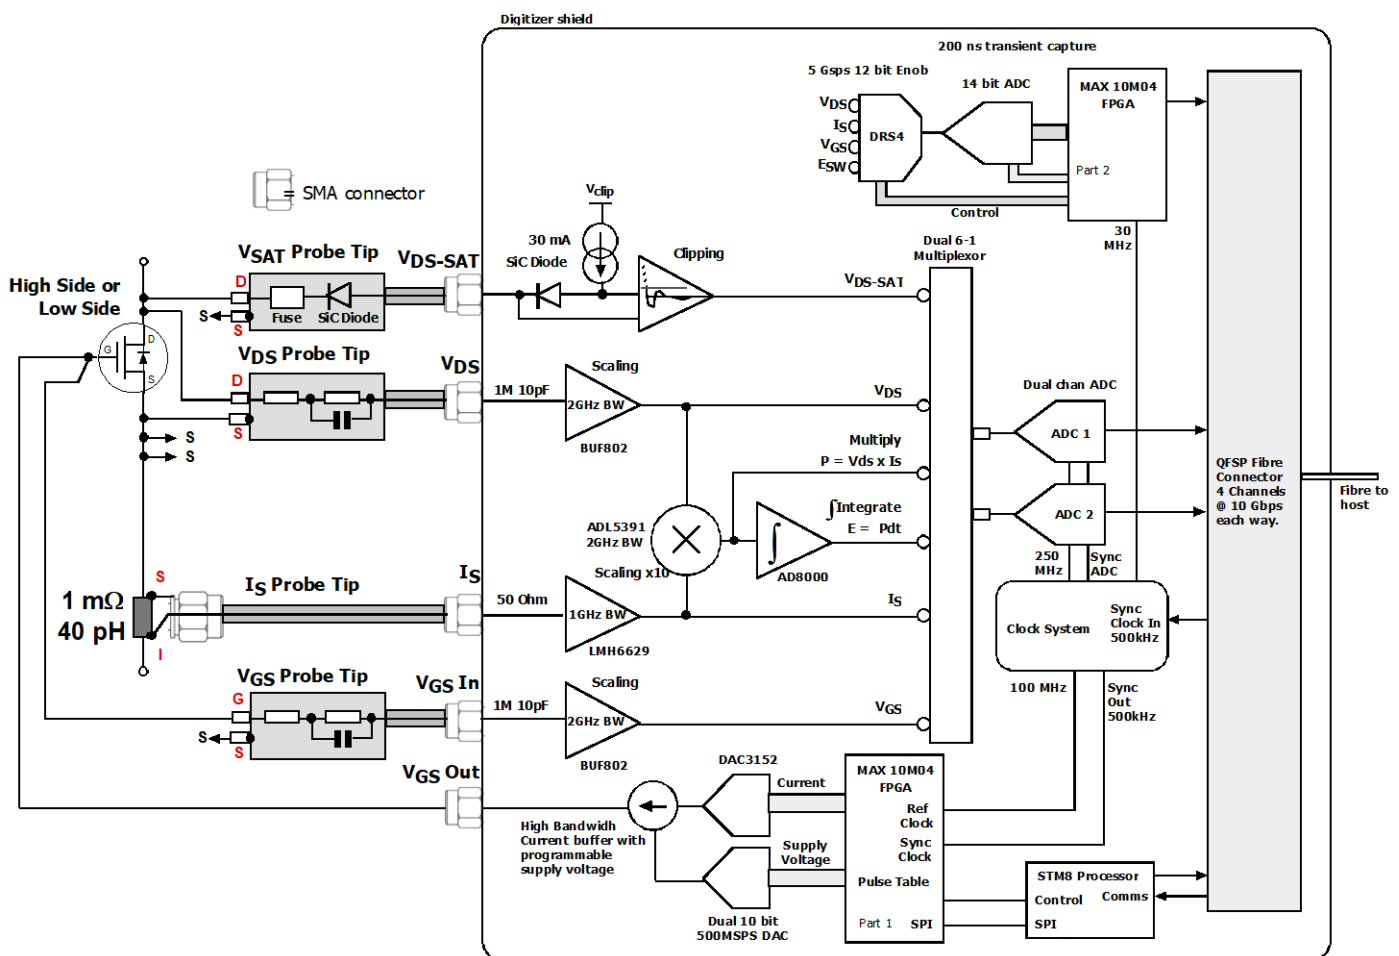 Digitizer shield
200 ns transient capture
5 Gsps 12 bit Enob
14 bit ADC
MAX 10M04
FPGA
VDS
IS
VGS
ESW
DRS4
Part 2
Control
30
MHz
= SMA connector
Vclip
30 mA
SiC Diode
Clipping
Dual 6-1
Multiplexor
VSAT Probe Tip
VDS-SAT
VDS-SAT
High Side or
Low Side
D
S
S
Fuse
SiC Diode
G
D
S
VDS Probe Tip
VDS
D
S
S
S
1M 10pF
Scaling
2GHz BW
BUF802
VDS
Multiply
P = Vds x Is
∫Integrate
E = Pdt
ADL5391
2GHz BW
∫
AD8000
Dual chan ADC
ADC 1
ADC 2
250
MHz
Sync
ADC
QFSP Fibre
Connector
4 Channels
@ 10 Gbps
each way.
Fibre to
host
1 mΩ
40 pH
S
I
IS Probe Tip
IS
50 Ohm
Scaling x10
1GHz BW
LMH6629
IS
Clock System
Sync
Clock In
500kHz
100 MHz
Sync
Out
500kHz
VGS Probe Tip
VGS In
G
S
S
1M 10pF
Scaling
2GHz BW
BUF802
VGS
VGS Out
High Bandwidh
Current buffer with
programmable
supply voltage
DAC3152
Current
Supply
Voltage
Dual 10 bit
500MSPS DAC
MAX 10M04
FPGA
Ref
Clock
Sync
Clock
Pulse Table
Part 1
SPI
STM8 Processor
Control
Comms
SPI